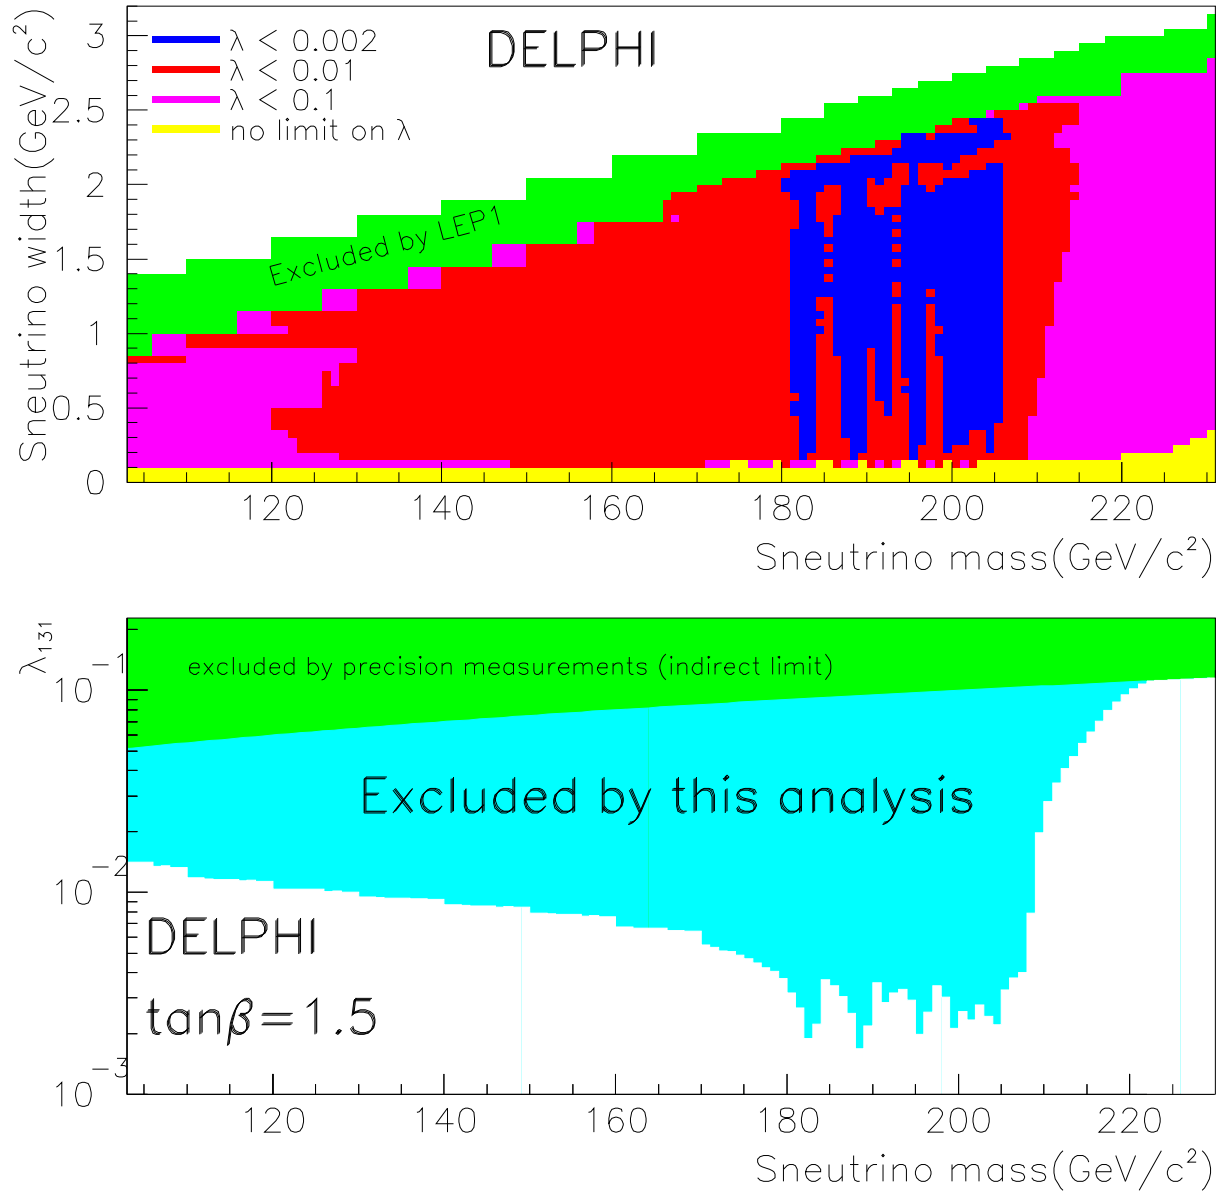 3
2.5
2
1.5
1
0.5
0
Sneutrino width(GeV/c²)
λ < 0.002
λ < 0.01
λ < 0.1
no limit on λ
DELPHI
Excluded by LEP1
120 140 160 180 200 220
Sneutrino mass(GeV/c²)
λ₁₃₁
10⁻¹
10⁻²
10⁻³
excluded by precision measurements (indirect limit)
Excluded by this analysis
DELPHI
tanβ=1.5
120 140 160 180 200 220
Sneutrino mass(GeV/c²)